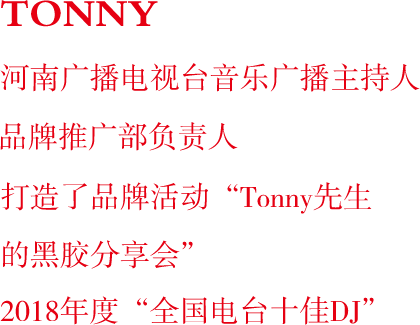 TONNY
河南广播电视台音乐广播主持人
品牌推广部负责人
打造了品牌活动“Tonny先生
的黑胶分享会”
2018年度“全国电台十佳DJ”